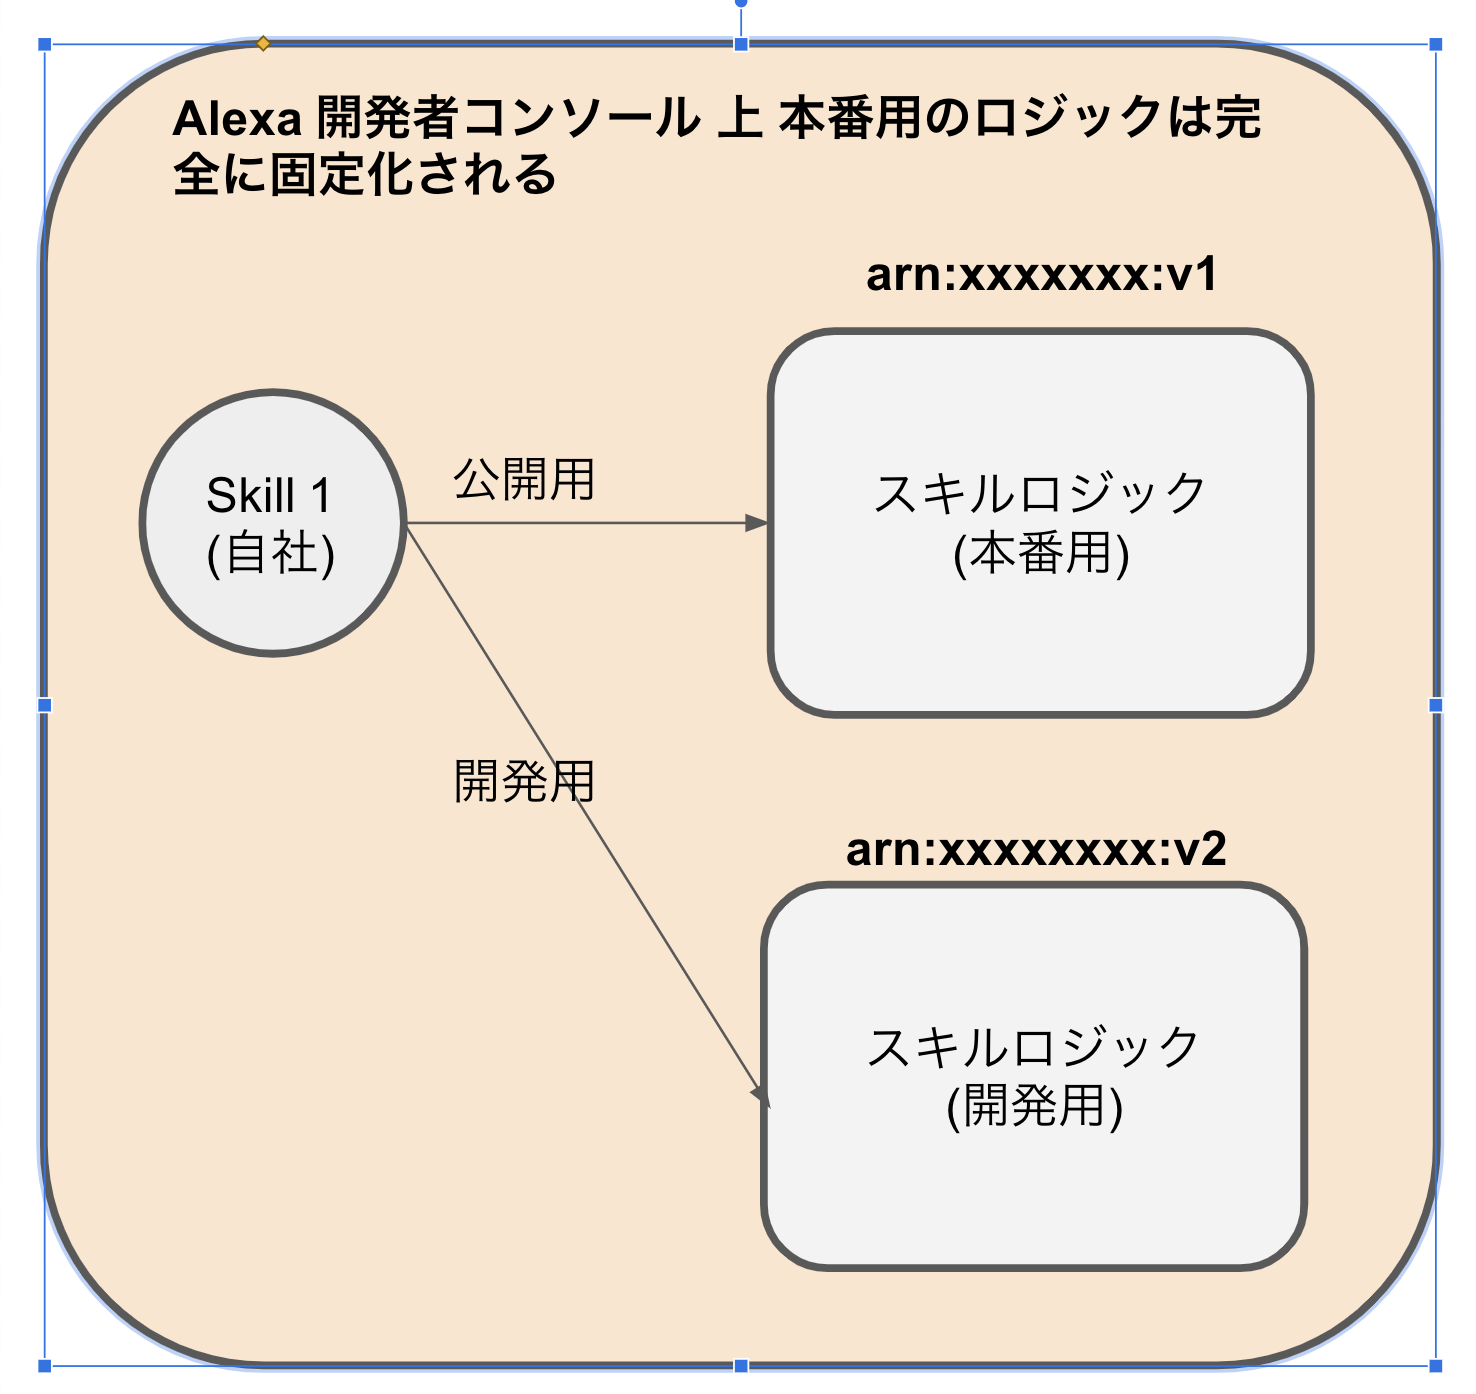 Alexa 開発者コンソール 上 本番用のロジックは完
全に固定化される
arn:xxxxxxx:v1
Skill 1
(自社)
公開用
スキルロジック
(本番用)
開発用
arn:xxxxxxxx:v2
スキルロジック
(開発用)